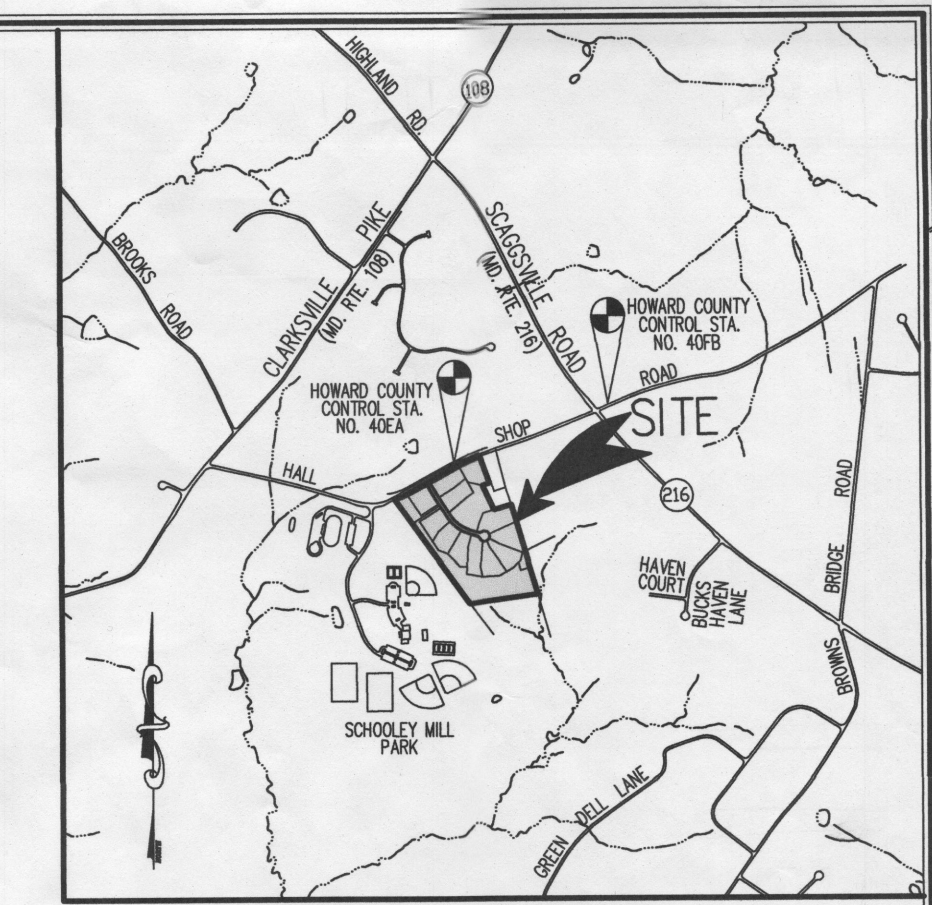 HIGHLAND
RD.
108
BROOKS
ROAD
CLARKSVILLE PIKE
(MD. RTE. 108)
SCAGGSVILLE ROAD
(MD. RTE. 216)
HOWARD COUNTY
CONTROL STA.
NO. 40FB
HOWARD COUNTY
CONTROL STA.
NO. 40EA
HALL SHOP ROAD
SITE
216
HAVEN
COURT
BUCKS
HAVEN
LANE
BROWNS BRIDGE ROAD
SCHOOLEY MILL
PARK
GREEN DELL LANE